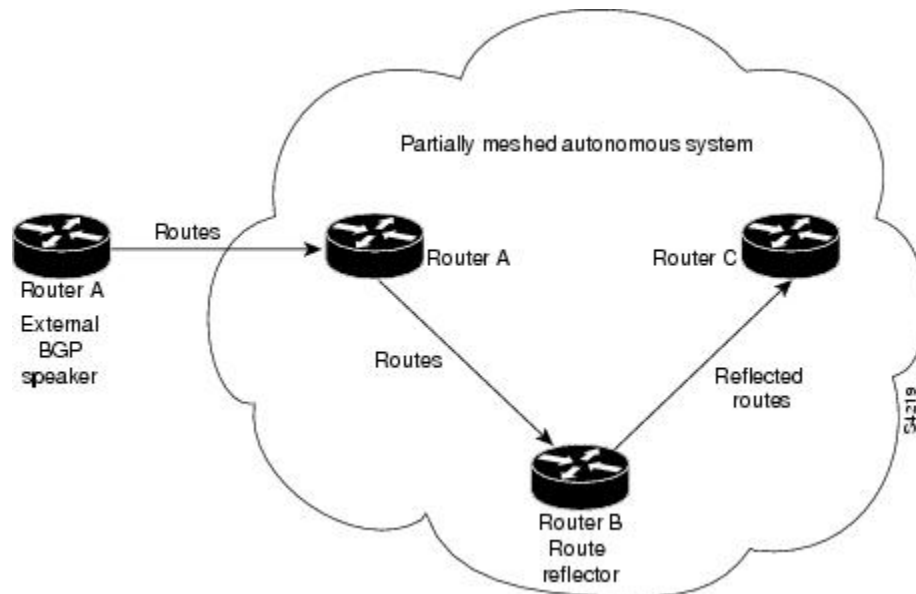 Partially meshed autonomous system
Routes
Router A
External
BGP
speaker
Router A
Router C
Routes
Reflected
routes
Router B
Route
reflector
S4219